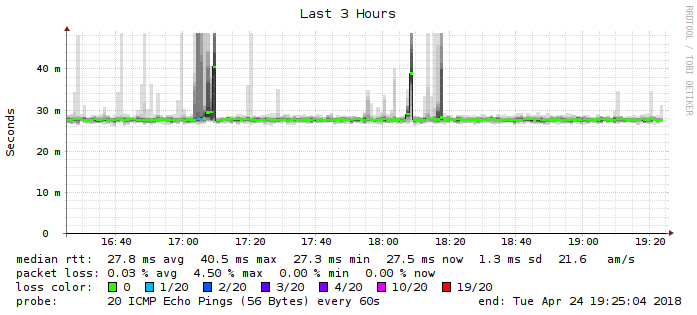 Last 3 Hours
RRDTOOL / TOBI OETIKER
Seconds
40 m
30 m
20 m
10 m
0
16:40 17:00 17:20 17:40 18:00 18:20 18:40 19:00 19:20
median rtt: 27.8 ms avg 40.5 ms max 27.3 ms min 27.5 ms now 1.3 ms sd 21.6 am/s
packet loss: 0.03 % avg 4.50 % max 0.00 % min 0.00 % now
loss color: 0 1/20 2/20 3/20 4/20 10/20 19/20
probe: 20 ICMP Echo Pings (56 Bytes) every 60s end: Tue Apr 24 19:25:04 2018